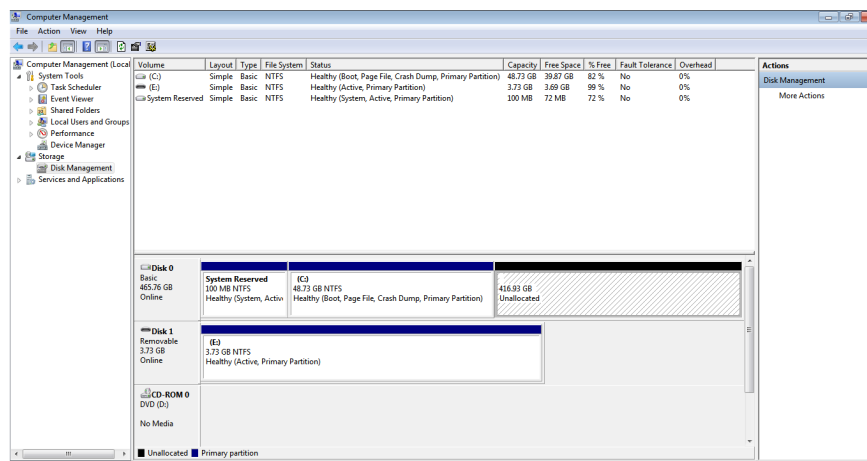 Computer Management
File Action View Help
Computer Management (Local
System Tools
Task Scheduler
Event Viewer
Shared Folders
Local Users and Groups
Performance
Device Manager
Storage
Disk Management
Services and Applications
Volume Layout Type File System Status Capacity Free Space % Free Fault Tolerance Overhead
(C:) Simple Basic NTFS Healthy (Boot, Page File, Crash Dump, Primary Partition) 48.73 GB 39.87 GB 82 % No 0%
(E:) Simple Basic NTFS Healthy (Active, Primary Partition) 3.73 GB 3.69 GB 99 % No 0%
System Reserved Simple Basic NTFS Healthy (System, Active, Primary Partition) 100 MB 72 MB 72 % No 0%
Actions
Disk Management
More Actions
Disk 0
Basic
465.76 GB
Online
System Reserved
100 MB NTFS
Healthy (System, Activ
(C:)
48.73 GB NTFS
Healthy (Boot, Page File, Crash Dump, Primary Partition)
416.93 GB
Unallocated
Disk 1
Removable
3.73 GB
Online
(E:)
3.73 GB NTFS
Healthy (Active, Primary Partition)
CD-ROM 0
DVD (D:)
No Media
Unallocated Primary partition